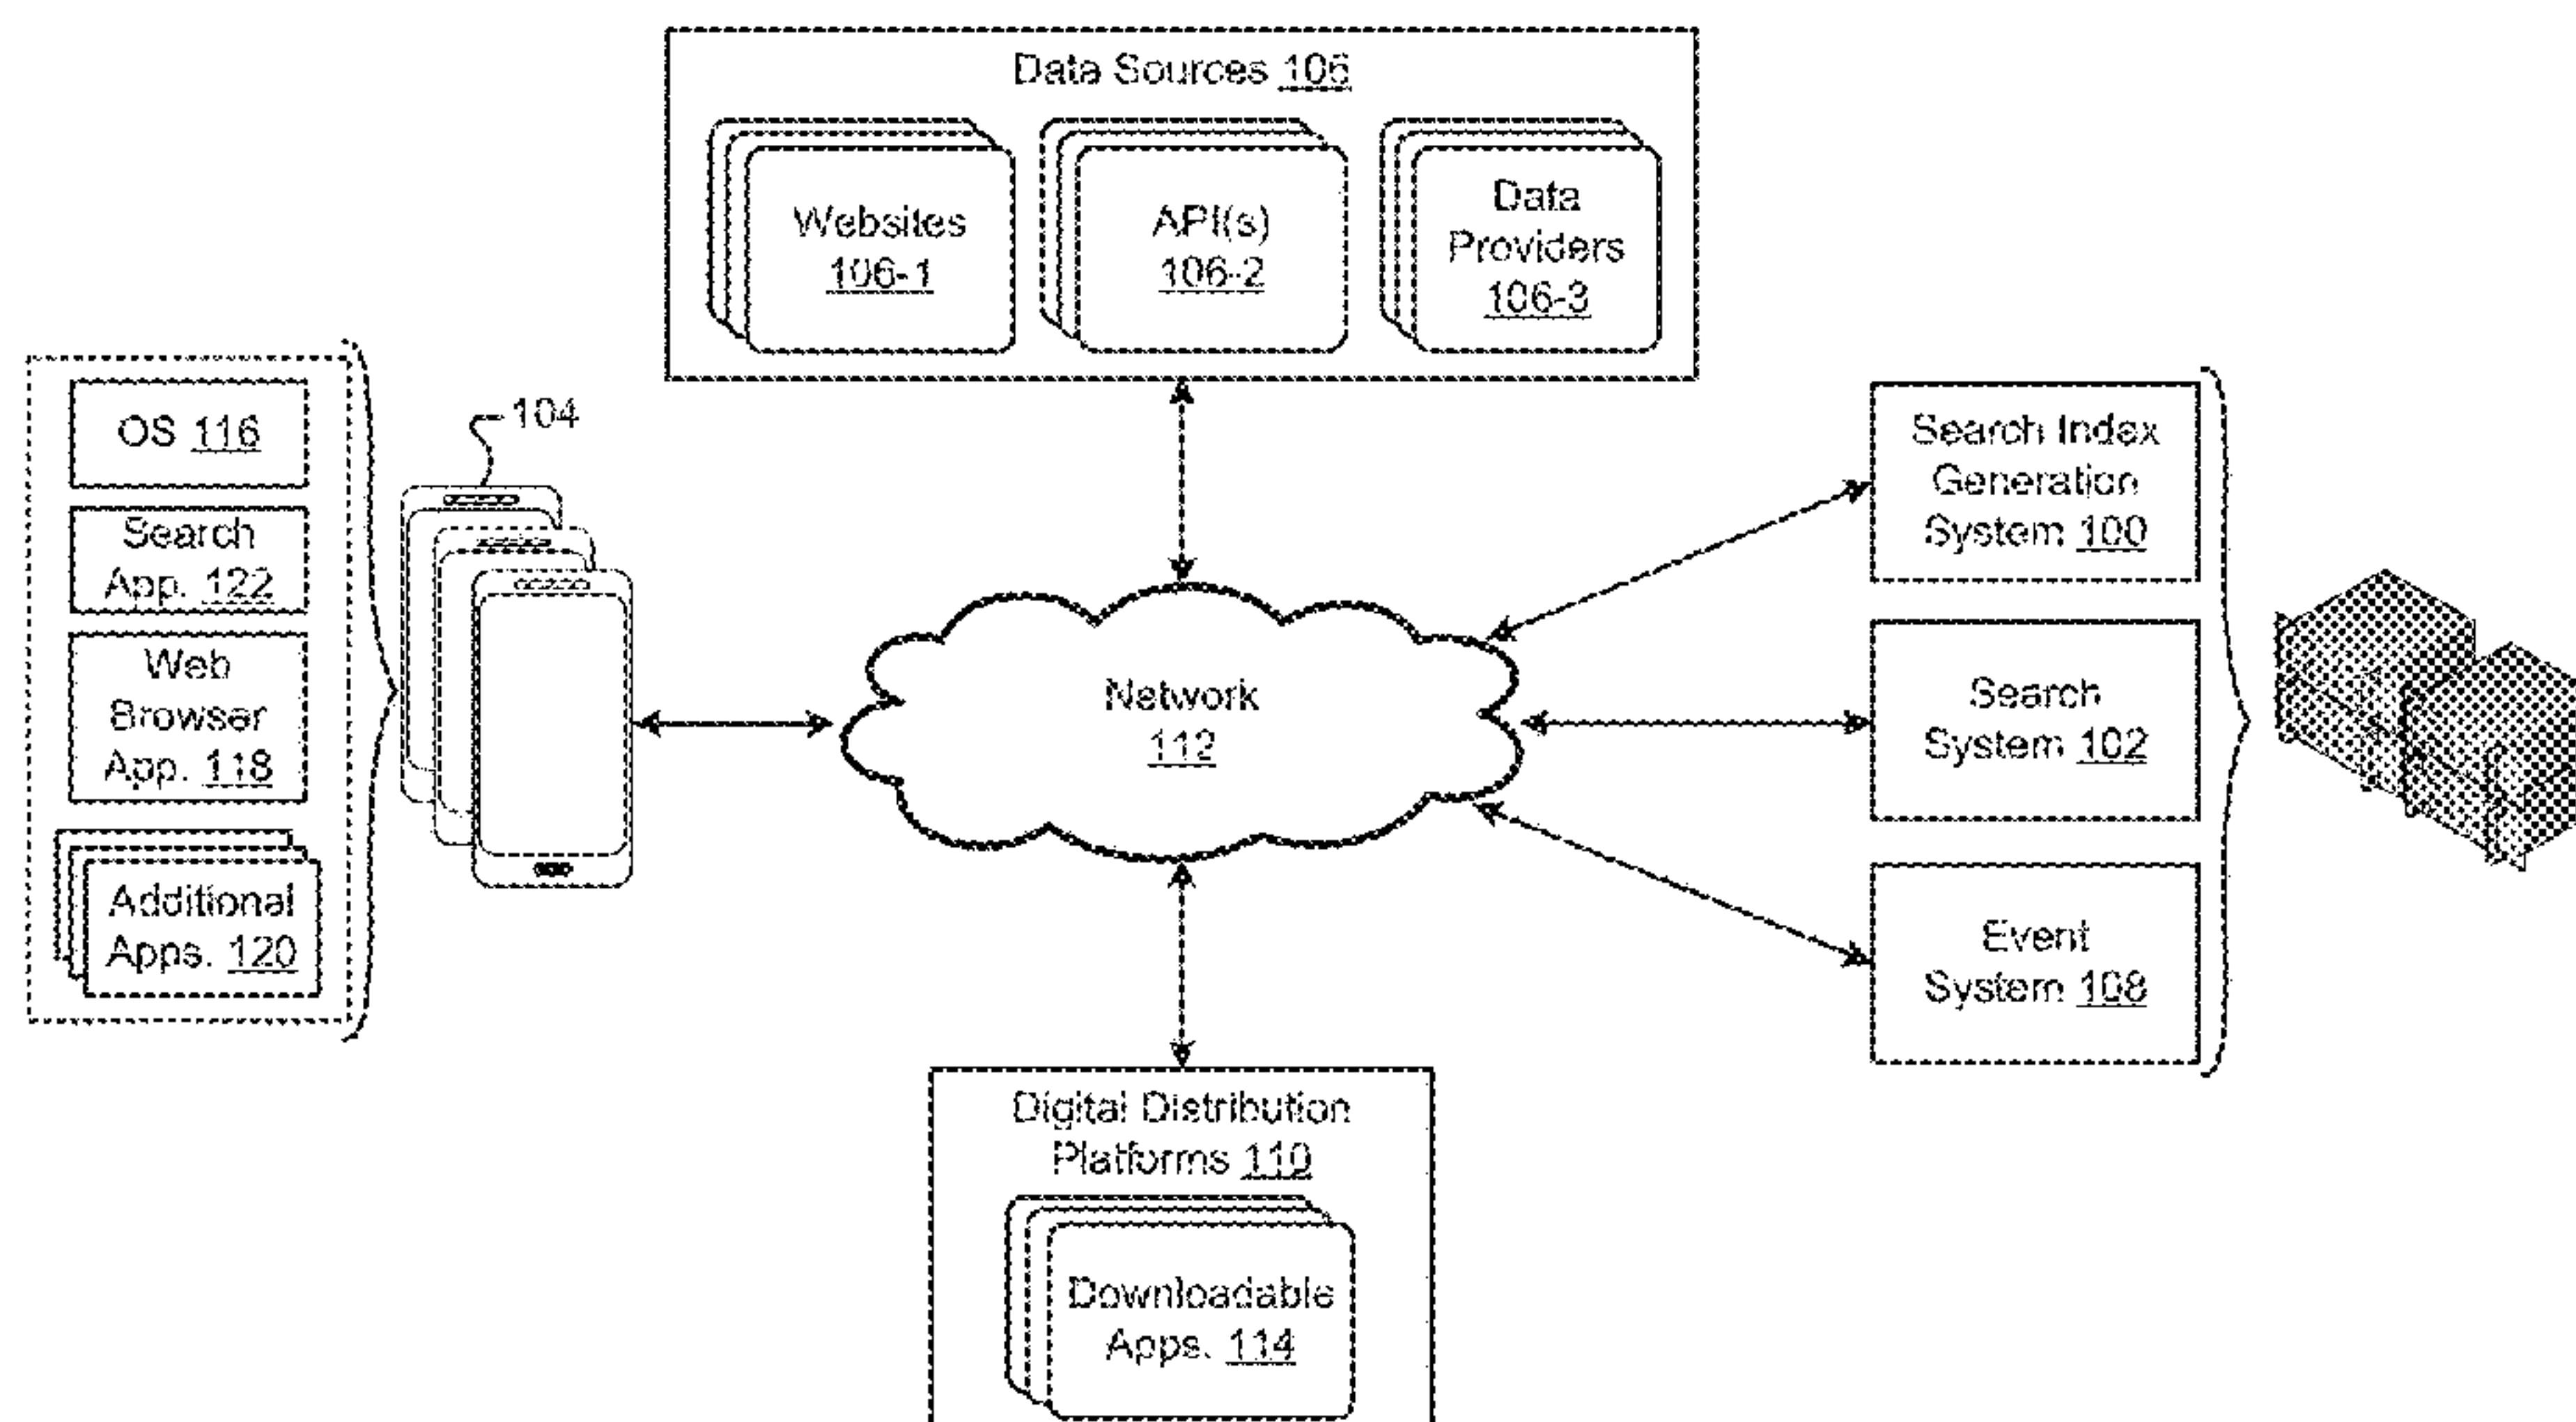 Data Sources 106
Websites
106-1
API(s)
106-2
Data
Providers
106-3
OS 116
Search
App. 122
Web
Browser
App. 118
Additional
Apps. 120
104
Network
112
Search Index
Generation
System 100
Search
System 102
Event
System 108
Digital Distribution
Platforms 110
Downloadable
Apps. 114